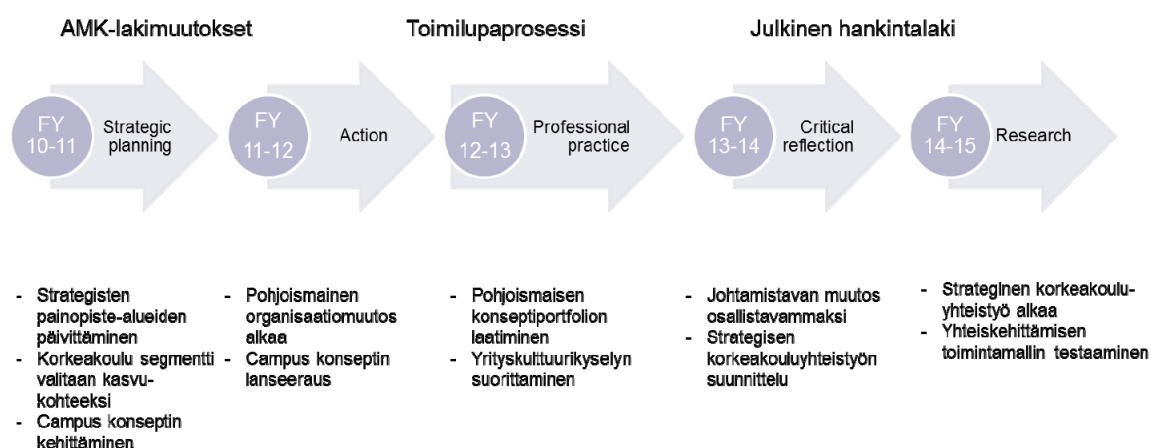 AMK-lakimuutokset
Toimilupaprosessi
Julkinen hankintalaki
FY
10-11
Strategic
planning
FY
11-12
Action
FY
12-13
Professional
practice
FY
13-14
Critical
reflection
FY
14-15
Research
- Strategisten
painopiste-alueiden
päivittäminen
- Korkeakoulu segmentti
valitaan kasvu-
kohteeksi
- Campus konseptin
kehittäminen
- Pohjoismainen
organisaatiomuutos
alkaa
- Campus konseptin
lanseeraus
- Pohjoismaisen
konseptiportfolion
laatiminen
- Yrityskulttuurikyselyn
suorittaminen
- Johtamistavan muutos
osallistavammaksi
- Strategisen
korkeakouluyhteistyön
suunnittelu
- Strateginen korkeakoulu-
yhteistyö alkaa
- Yhteiskehittämisen
toimintamallin testaaminen